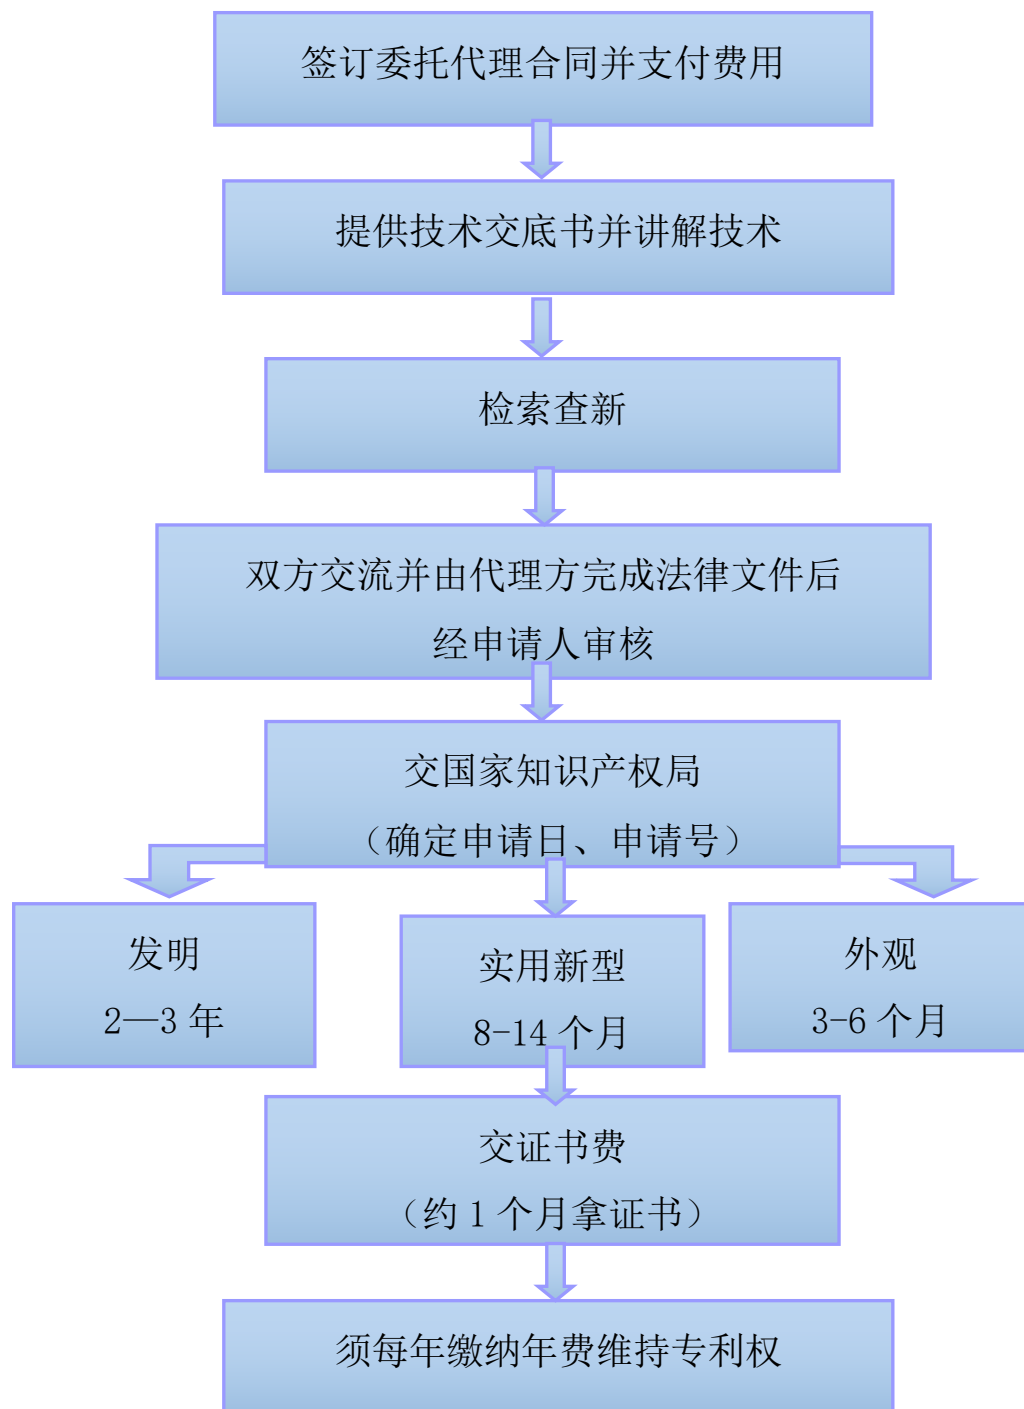 签订委托代理合同并支付费用
提供技术交底书并讲解技术
检索查新
双方交流并由代理方完成法律文件后
经申请人审核
交国家知识产权局
（确定申请日、申请号）
发明
2—3 年
实用新型
8-14 个月
外观
3-6 个月
交证书费
（约 1 个月拿证书）
须每年缴纳年费维持专利权